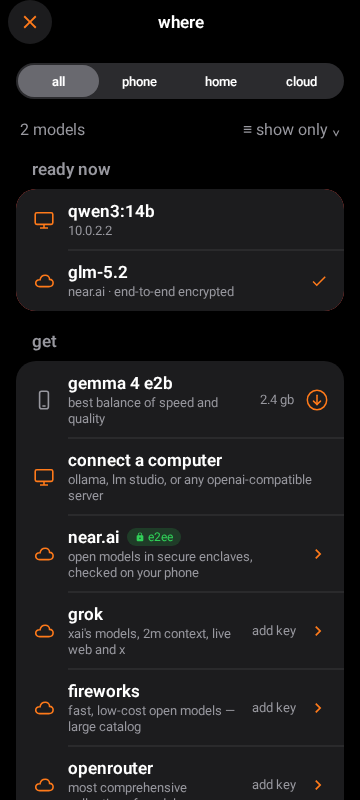 where
all phone home cloud
2 models ≡ show only
ready now
qwen3:14b
10.0.2.2
glm-5.2
near.ai · end-to-end encrypted
get
gemma 4 e2b
best balance of speed and
quality
2.4 gb
connect a computer
ollama, lm studio, or any openai-compatible
server
near.ai e2ee
open models in secure enclaves,
checked on your phone
grok
xai's models, 2m context, live
web and x
add key
fireworks
fast, low-cost open models —
large catalog
add key
openrouter
most comprehensive
add key